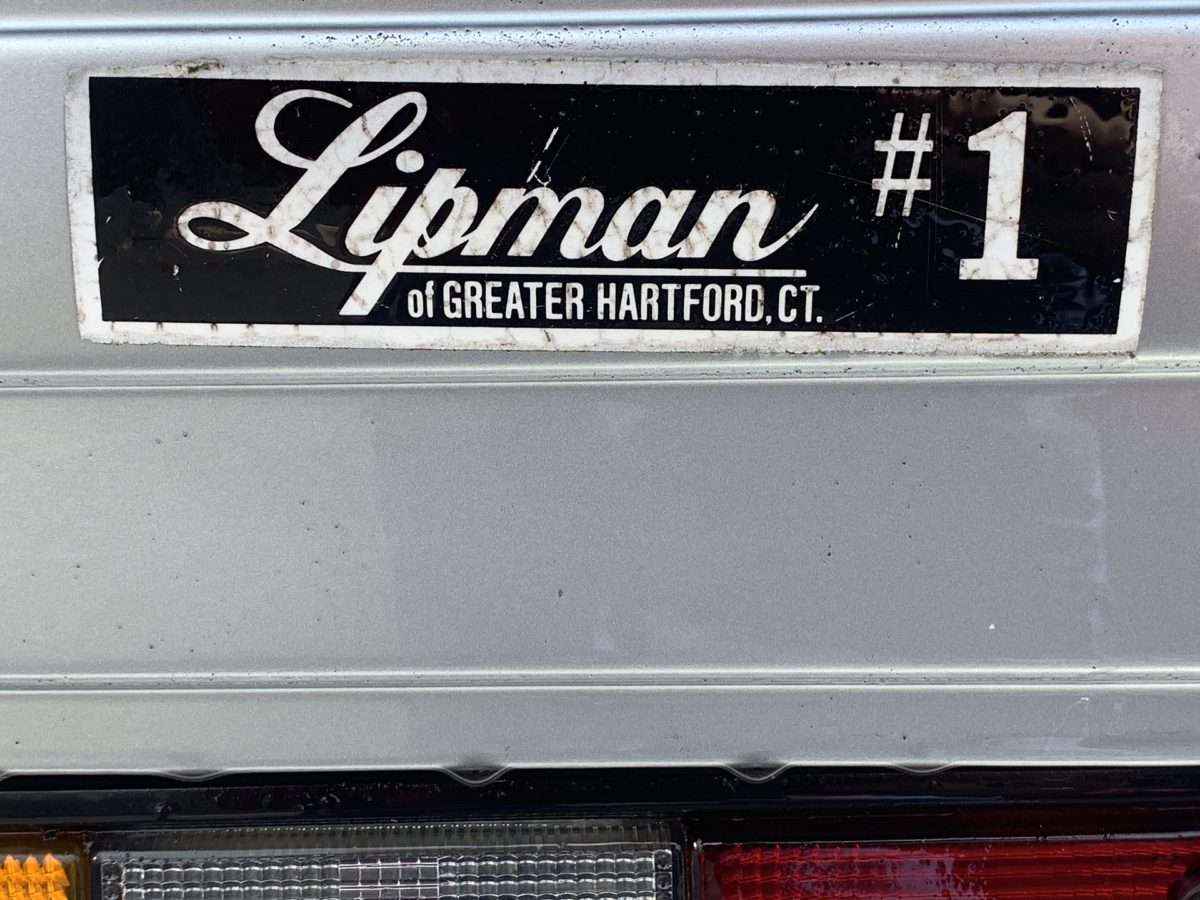 Lipman #1
of GREATER HARTFORD, CT.